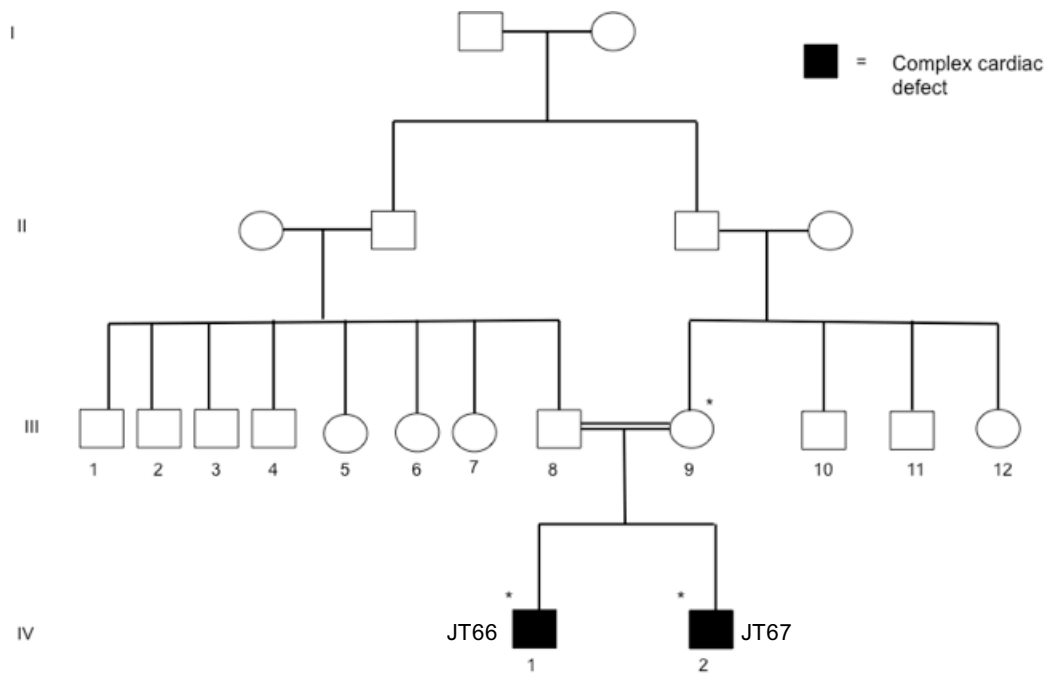 I
= Complex cardiac
defect
II
*
III
1 2 3 4 5 6 7 8 9 10 11 12
* *
IV JT66 JT67
1 2